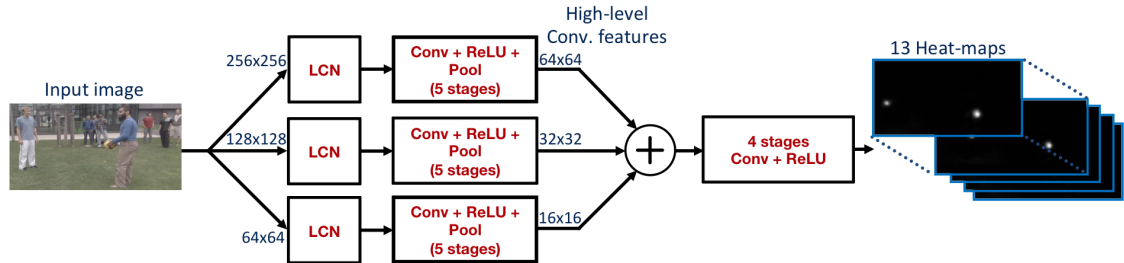 High-level
Conv. features
13 Heat-maps
Input image
256x256
LCN
Conv + ReLU +
Pool
(5 stages)
64x64
128x128
LCN
Conv + ReLU +
Pool
(5 stages)
32x32
+
4 stages
Conv + ReLU
64x64
LCN
Conv + ReLU +
Pool
(5 stages)
16x16